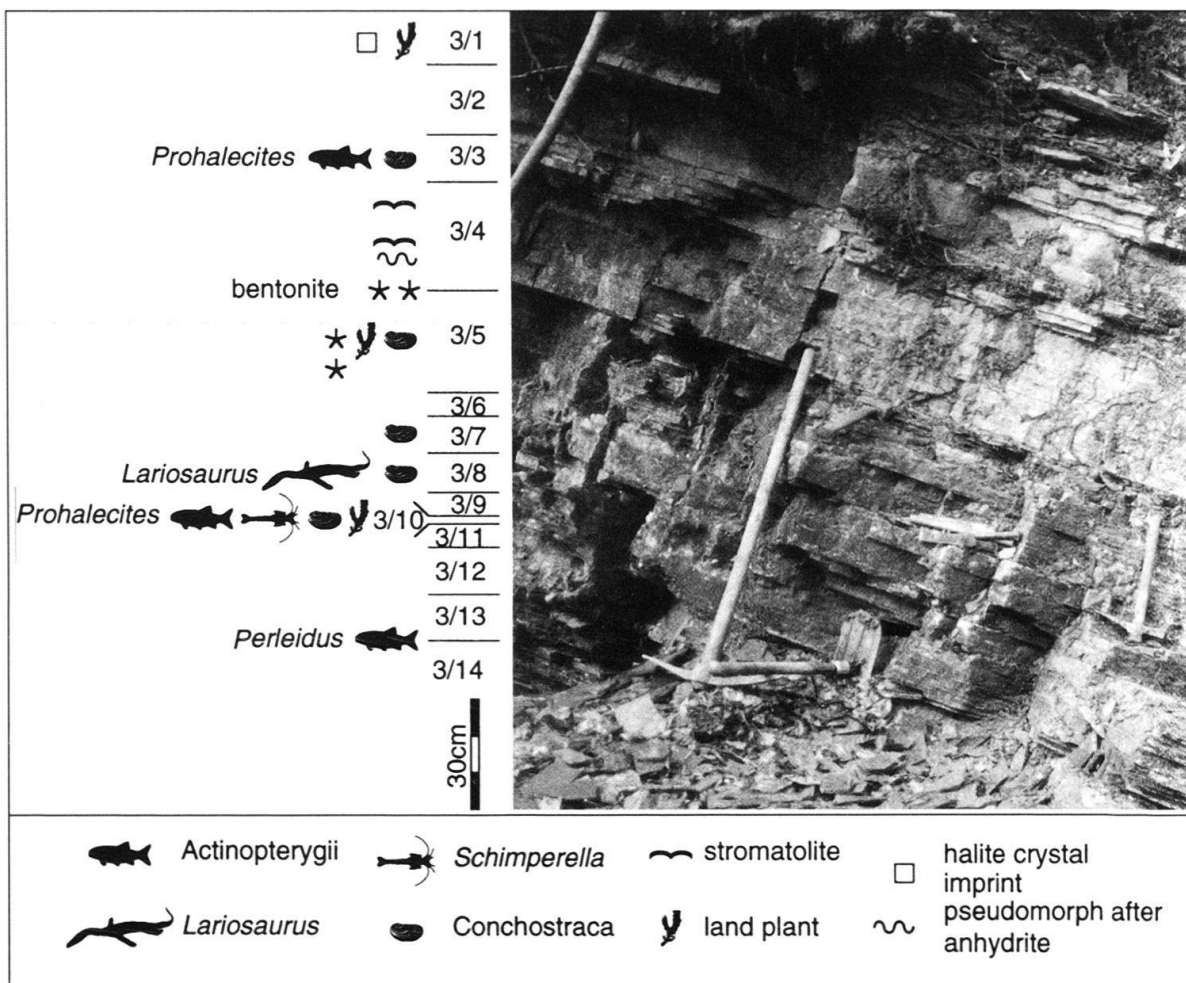 3/1
3/2
Prohalecites 3/3
3/4
bentonite
3/5
3/6
3/7
Lariosaurus 3/8
3/9
Prohalecites 3/10
3/11
3/12
3/13
Perleidus
3/14
30cm
Actinopterygii Schimperella stromatolite halite crystal
imprint
Lariosaurus Conchostraca land plant pseudomorph after
anhydrite